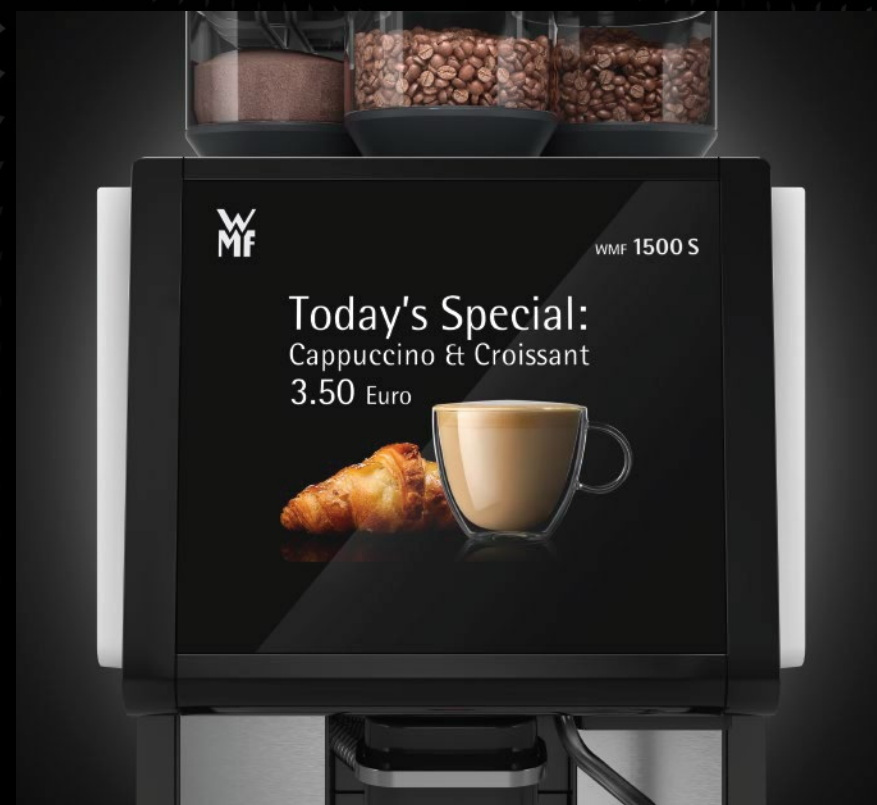 WMF
WMF 1500 S
Today's Special:
Cappuccino & Croissant
3.50 Euro